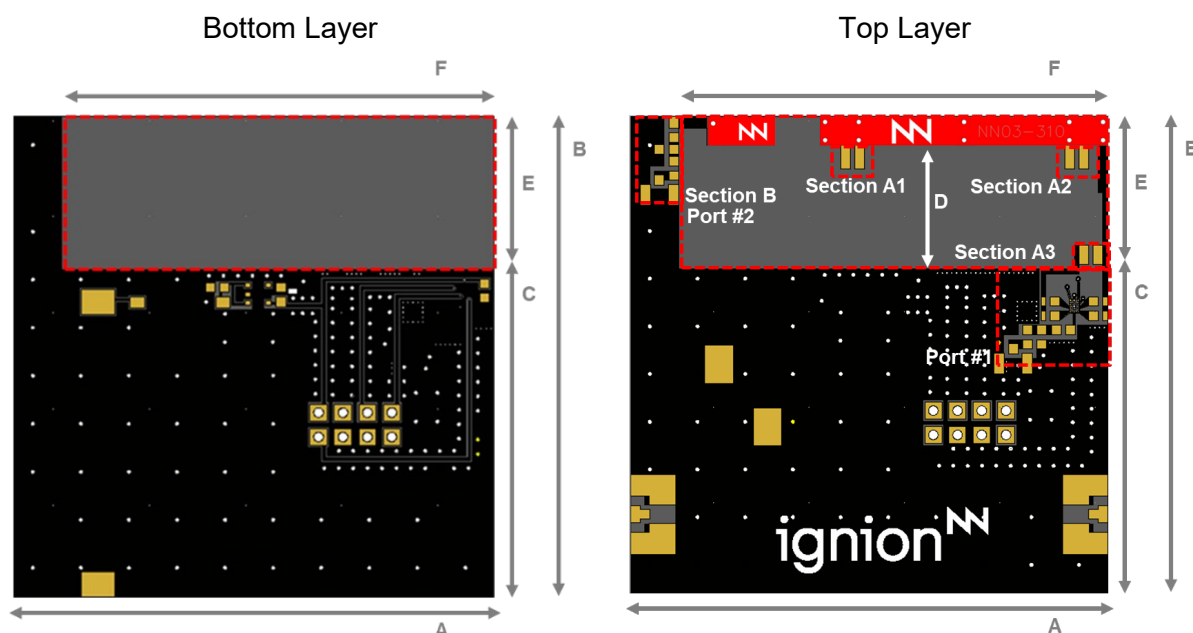 Bottom Layer
Top Layer
F
F
B
B
E
E
NN03-310
Section A1
Section A2
Section B
Port #2
D
Section A3
C
C
Port #1
ignion
A
A